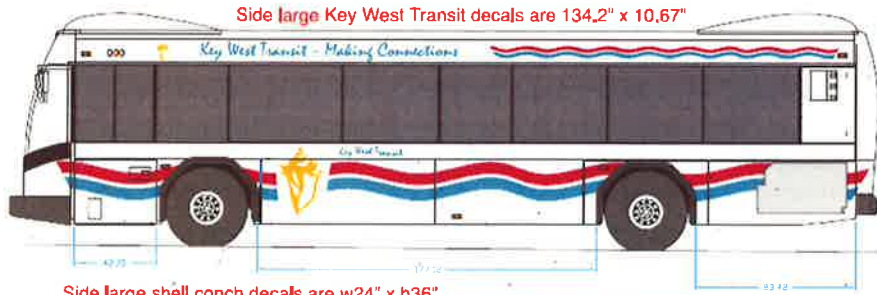 Side large Key West Transit decals are 134.2" x 10.67"
Key West Transit - Making Connections
Key West Transit
Side large shell conch decals are w24" x h36"